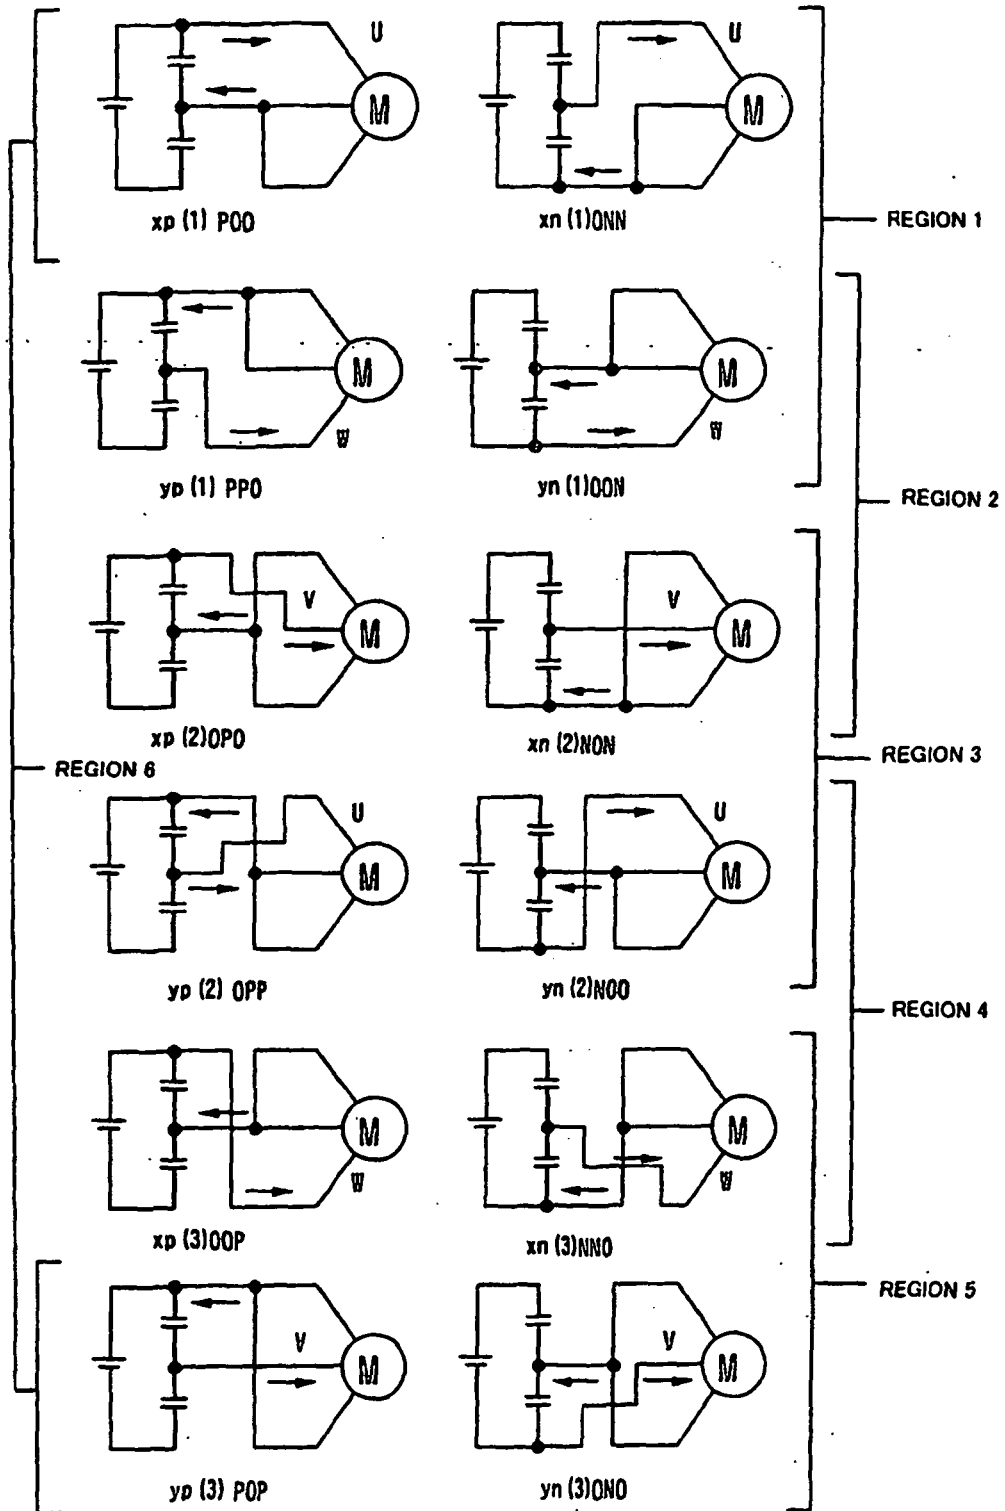 U
U
M
M
xp (1) POO
xn (1)ONN
REGION 1
M
M
W
W
yp (1) PPO
yn (1)OON
REGION 2
V
V
M
M
xp (2)OPO
xn (2)NON
REGION 3
REGION 6
U
U
M
M
yp (2) OPP
yn (2)NOO
REGION 4
M
M
W
W
xp (3)OOP
xn (3)NNO
REGION 5
V
V
M
M
yp (3) POP
yn (3)ONO